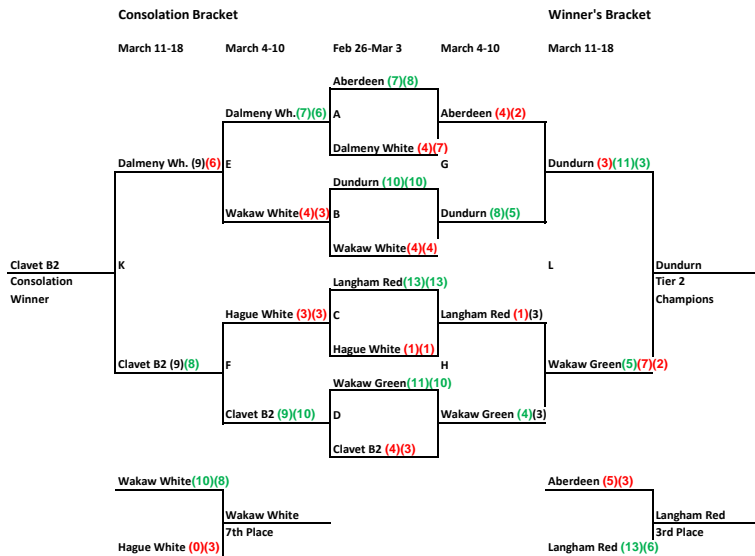 Consolation Bracket Winner's Bracket
March 11-18 March 4-10 Feb 26-Mar 3 March 4-10 March 11-18
Aberdeen (7)(8)
Dalmeny Wh.(7)(6) A Aberdeen (4)(2)
Dalmeny White (4)(7)
Dalmeny Wh. (9)(6) E G Dundurn (3)(11)(3)
Dundurn (10)(10)
Wakaw White(4)(3) B Dundurn (8)(5)
Wakaw White(4)(4)
Clavet B2 K L Dundurn
Consolation Langham Red(13)(13) Tier 2
Winner Champions
Hague White (3)(3) C Langham Red (1)(3)
Hague White (1)(1)
Clavet B2 (9)(8) F H Wakaw Green(5)(7)(2)
Wakaw Green(11)(10)
Clavet B2 (9)(10) D Wakaw Green (4)(3)
Clavet B2 (4)(3)
Wakaw White(10)(8) Aberdeen (5)(3)
Wakaw White Langham Red
7th Place 3rd Place
Hague White (0)(3) Langham Red (13)(6)